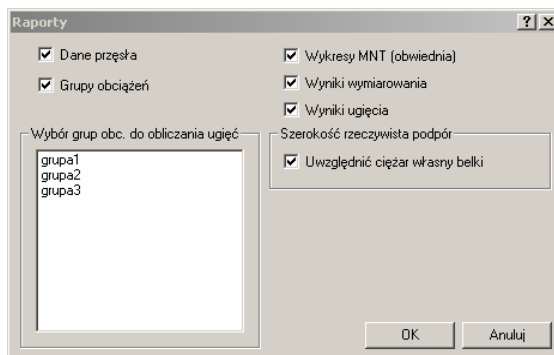 Raporty
Dane przęsła
Grupy obciążeń
Wykresy MNT (obwiednia)
Wyniki wymiarowania
Wyniki ugięcia
Wybór grup obc. do obliczania ugięć
grupa1
grupa2
grupa3
Szerokość rzeczywista podpór
Uwzględnić ciężar własny belki
OK
Anuluj